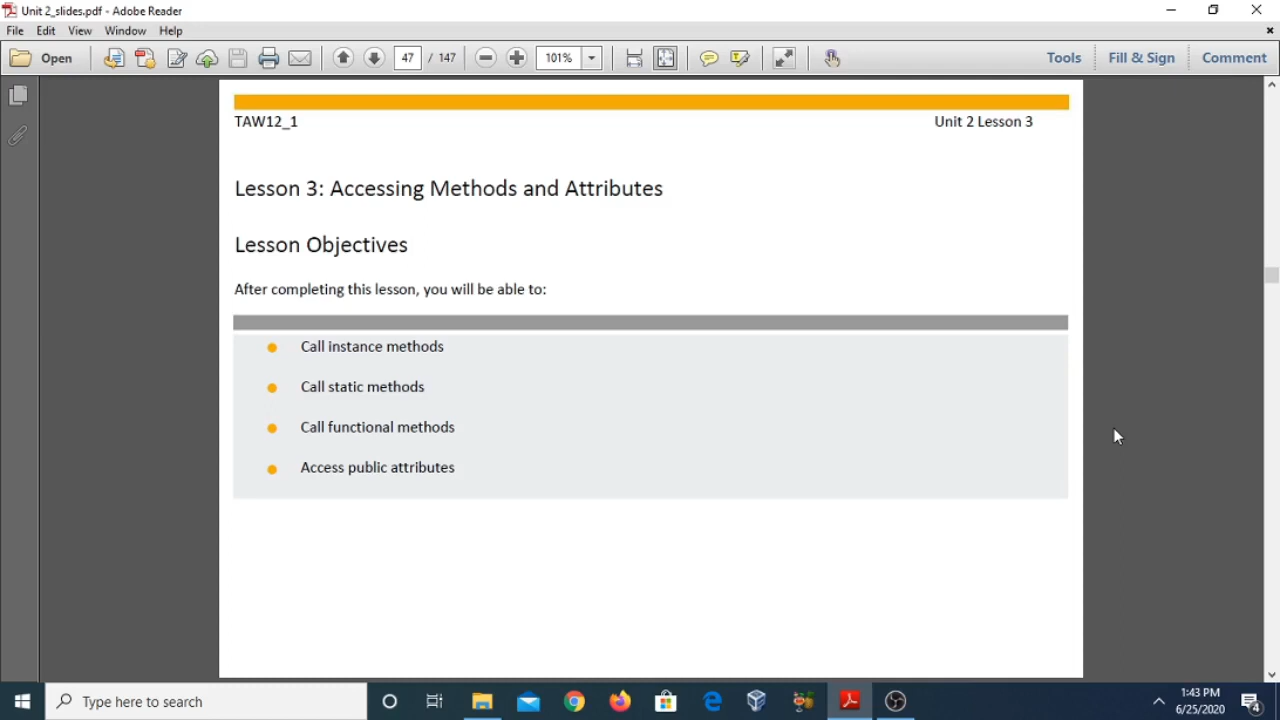 Unit 2_slides.pdf - Adobe Reader
File Edit View Window Help
Open 47 / 147 101% Tools Fill & Sign Comment
TAW12_1 Unit 2 Lesson 3
Lesson 3: Accessing Methods and Attributes
Lesson Objectives
After completing this lesson, you will be able to:
Call instance methods
Call static methods
Call functional methods
Access public attributes
Type here to search
1:43 PM
6/25/2020
4